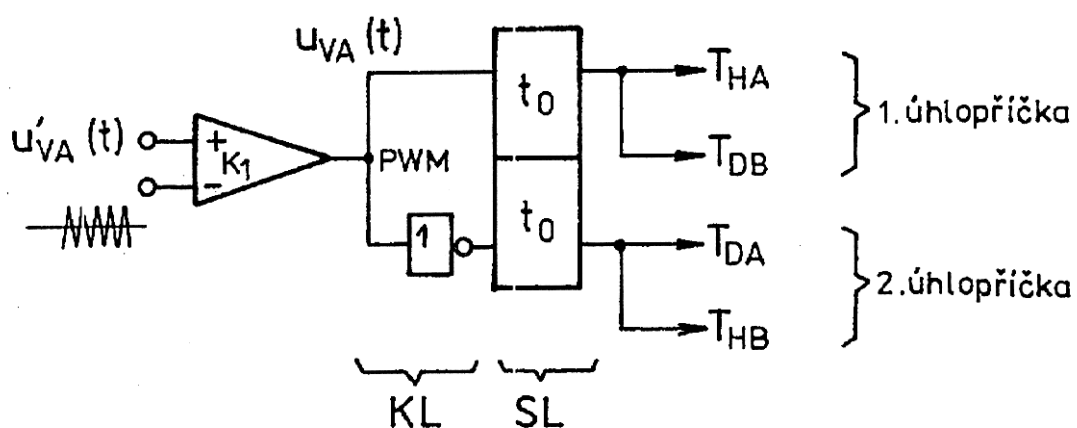 u_VA (t)
u'_VA (t)
+
K1
-
PWM
1
t0
t0
T_HA
T_DB
1. úhlopříčka
T_DA
T_HB
2. úhlopříčka
KL
SL